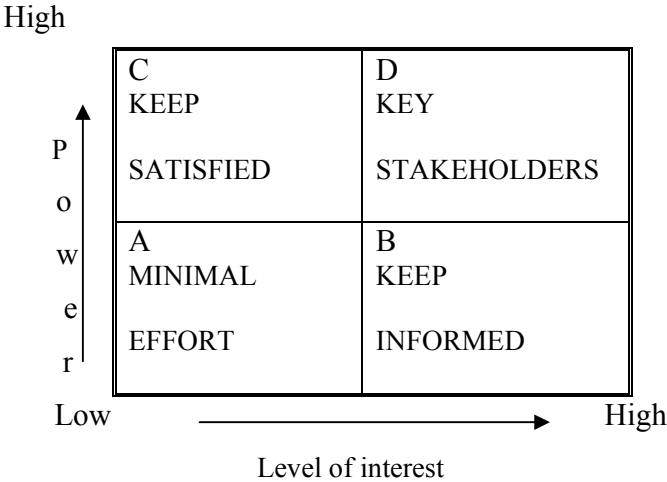 High
C
KEEP
SATISFIED
D
KEY
STAKEHOLDERS
P
o
w
e
r
A
MINIMAL
EFFORT
B
KEEP
INFORMED
Low
High
Level of interest